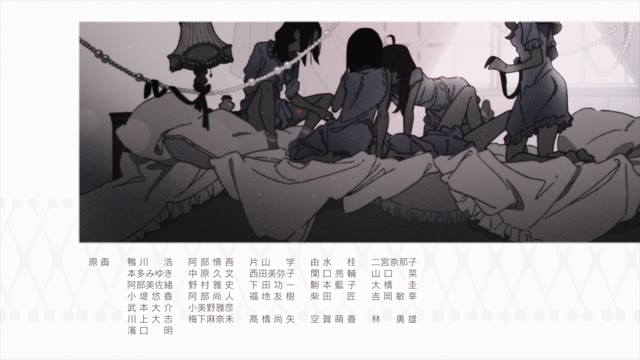 原画 鴨川 浩 阿部慎吾 片山 学 由水 桂 二宮奈那子
本多みゆき 中原久文 西田美弥子 関口亮輔 山口 菜
阿部美佐緒 野村雅史 下田功一 駒本藍子 大橋 圭
小堤悠香 阿部尚人 福地友樹 柴田 匠 吉岡敏幸
武本大介 小美野雅彦
川上大志 梅下麻奈未 高橋尚矢 空賀萌香 林 勇雄
濱口 明